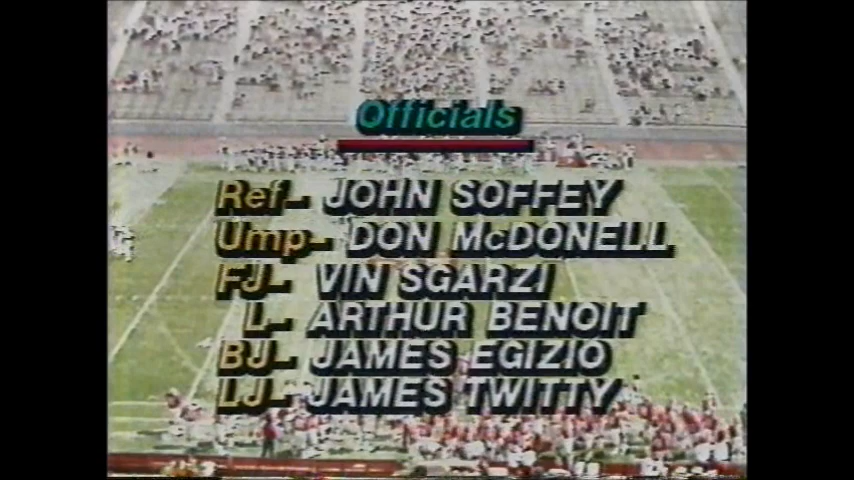 Officials
Ref- JOHN SOFFEY
Ump- DON McDONELL
FJ- VIN SGARZI
L- ARTHUR BENOIT
BJ- JAMES EGIZIO
LJ- JAMES TWITTY